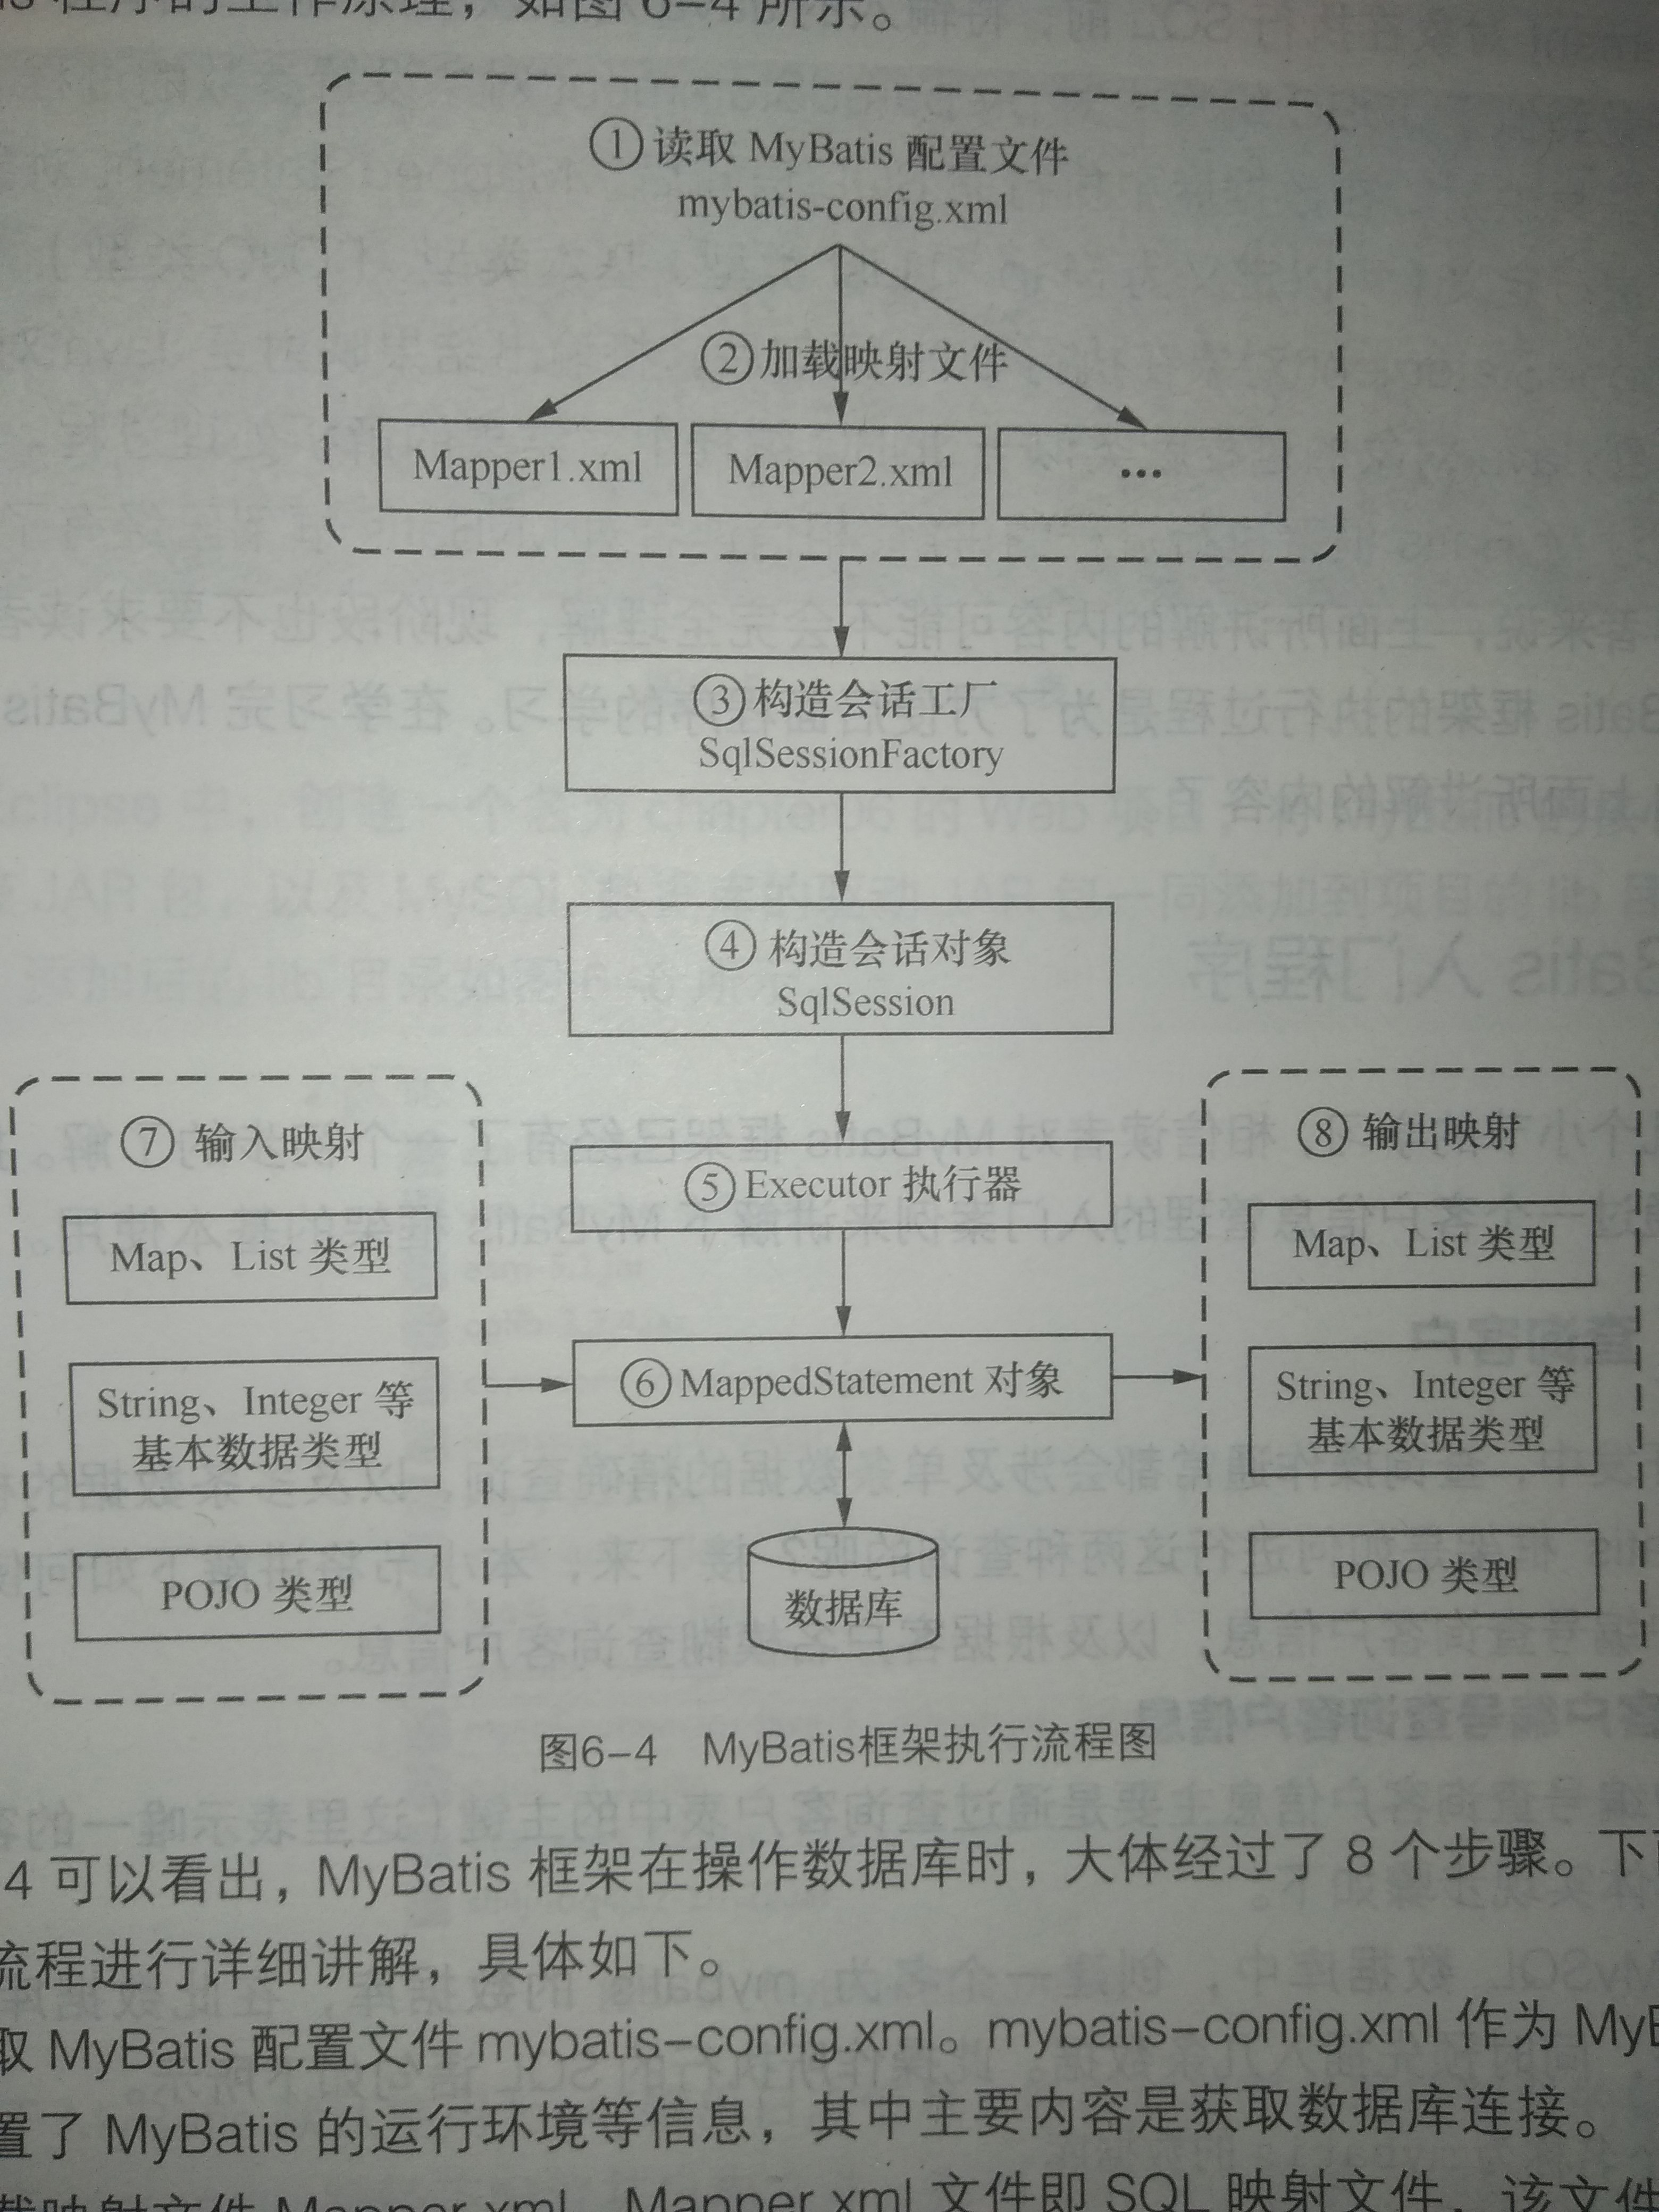 程序的工作原理，如图 6–4 所示。
①读取 MyBatis 配置文件
mybatis-config.xml
②加载映射文件
Mapper1.xml
Mapper2.xml
…
③构造会话工厂
SqlSessionFactory
④ 构造会话对象
SqlSession
⑦ 输入映射
Map、List 类型
String、Integer 等
基本数据类型
POJO 类型
⑤Executor 执行器
⑥MappedStatement 对象
数据库
⑧ 输出映射
Map、List 类型
String、Integer 等
基本数据类型
POJO 类型
图6–4 MyBatis框架执行流程图
4 可以看出，MyBatis 框架在操作数据库时，大体经过了 8 个步骤。下
流程进行详细讲解，具体如下。
取 MyBatis 配置文件 mybatis–config.xml。mybatis–config.xml 作为 MyB
置了 MyBatis 的运行环境等信息，其中主要内容是获取数据库连接。
载映射文件 Mapper.xml。Mapper.xml 文件即 SQL 映射文件，该文件